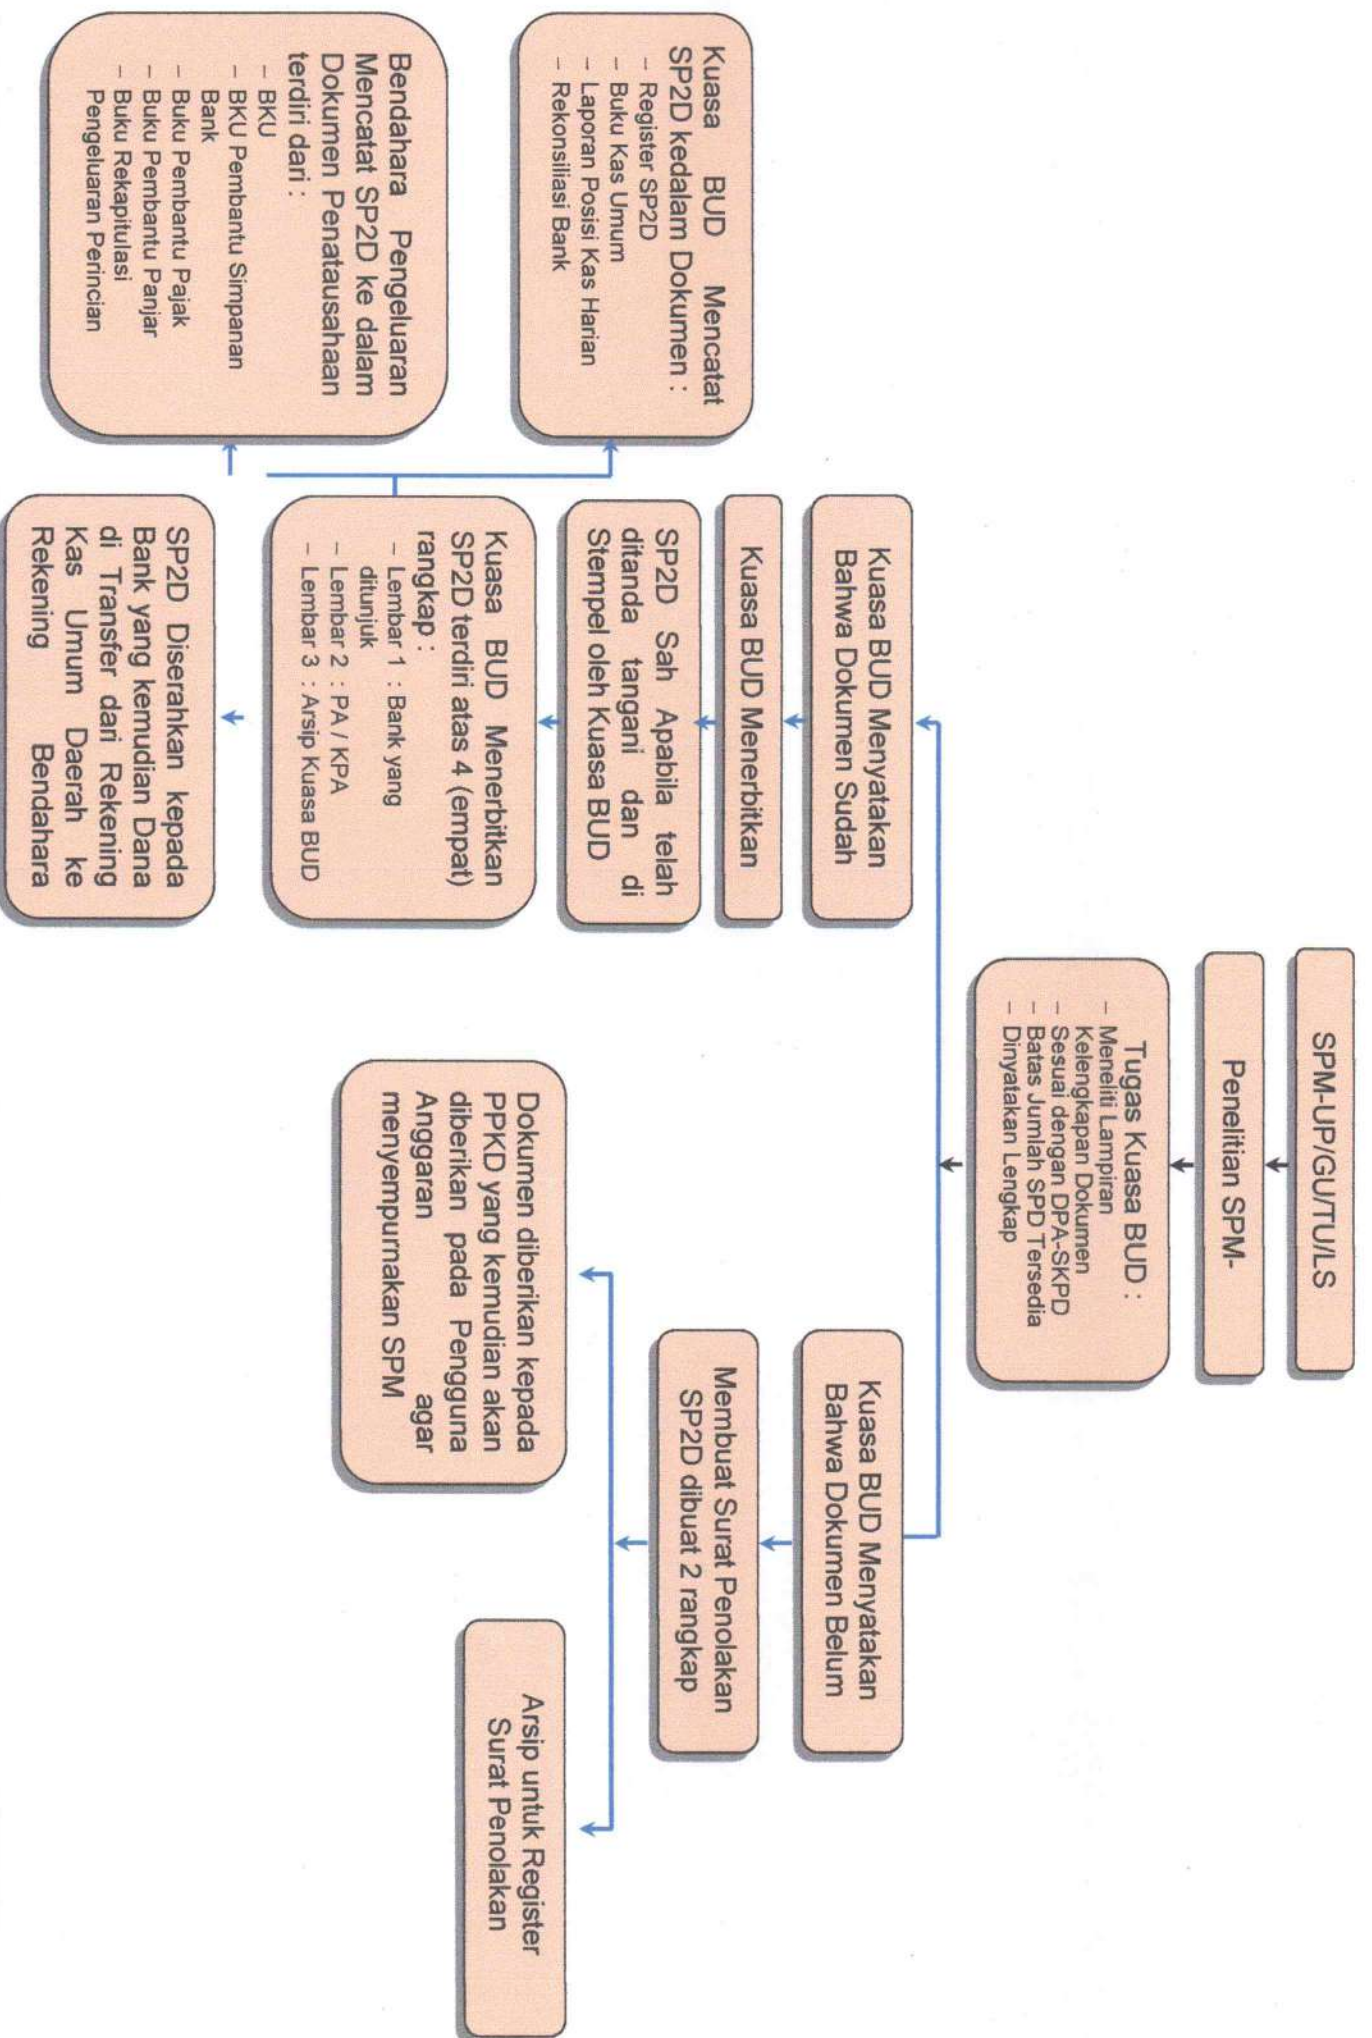 SPM-UP/GU/TU/LS
Penelitian SPM-
Tugas Kuasa BUD :
– Meneliti Lampiran
Kelengkapan Dokumen
– Sesuai dengan DPA-SKPD
– Batas Jumlah SPD Tersedia
– Dinyatakan Lengkap
Kuasa BUD Menyatakan
Bahwa Dokumen Sudah
Kuasa BUD Menerbitkan
SP2D Sah Apabila telah
ditanda tangani dan di
Stempel oleh Kuasa BUD
Kuasa BUD Menerbitkan
SP2D terdiri atas 4 (empat)
rangkap :
– Lembar 1 : Bank yang
ditunjuk
– Lembar 2 : PA / KPA
– Lembar 3 : Arsip Kuasa BUD
SP2D Diserahkan kepada
Bank yang kemudian Dana
di Transfer dari Rekening
Kas Umum Daerah ke
Rekening Bendahara
Kuasa BUD Mencatat
SP2D kedalam Dokumen :
– Register SP2D
– Buku Kas Umum
– Laporan Posisi Kas Harian
– Rekonsiliasi Bank
Bendahara Pengeluaran
Mencatat SP2D ke dalam
Dokumen Penatausahaan
terdiri dari :
– BKU
– BKU Pembantu Simpanan
Bank
– Buku Pembantu Pajak
– Buku Pembantu Panjar
– Buku Rekapitulasi
Pengeluaran Perincian
Kuasa BUD Menyatakan
Bahwa Dokumen Belum
Membuat Surat Penolakan
SP2D dibuat 2 rangkap
Dokumen diberikan kepada
PPKD yang kemudian akan
diberikan pada Pengguna
Anggaran agar
menyempurnakan SPM
Arsip untuk Register
Surat Penolakan